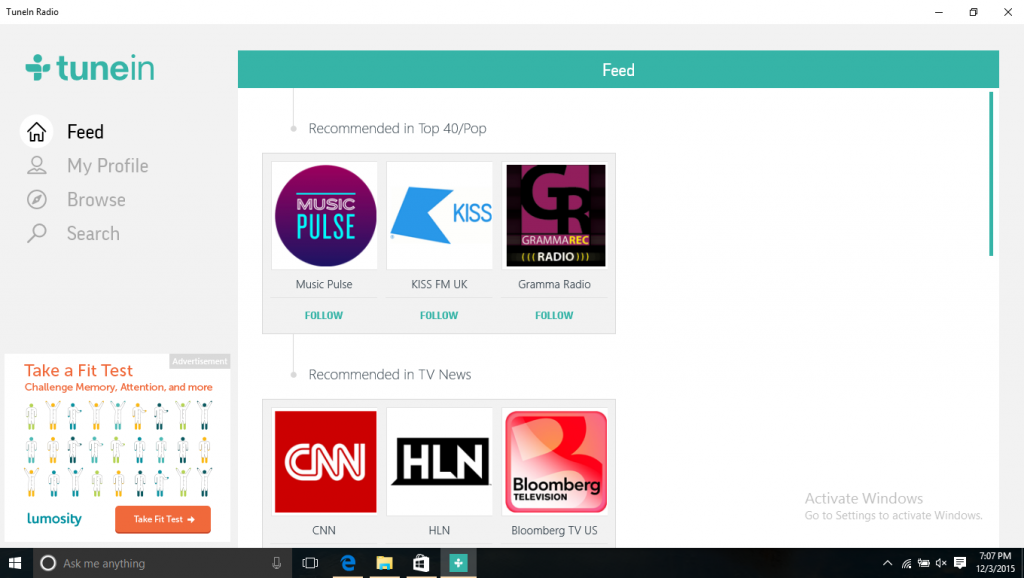 TuneIn Radio
tunein
Feed
Feed
My Profile
Browse
Search
Recommended in Top 40/Pop
MUSIC
PULSE
KISS
GR
GRAMMAREC
(((RADIO)))
Music Pulse
KISS FM UK
Gramma Radio
FOLLOW
FOLLOW
FOLLOW
Recommended in TV News
CNN
HLN
Bloomberg
TELEVISION
CNN
HLN
Bloomberg TV US
Advertisement
Take a Fit Test
Challenge Memory, Attention, and more
lumosity
Take Fit Test →
Activate Windows
Go to Settings to activate Windows.
Ask me anything
7:07 PM
12/3/2015